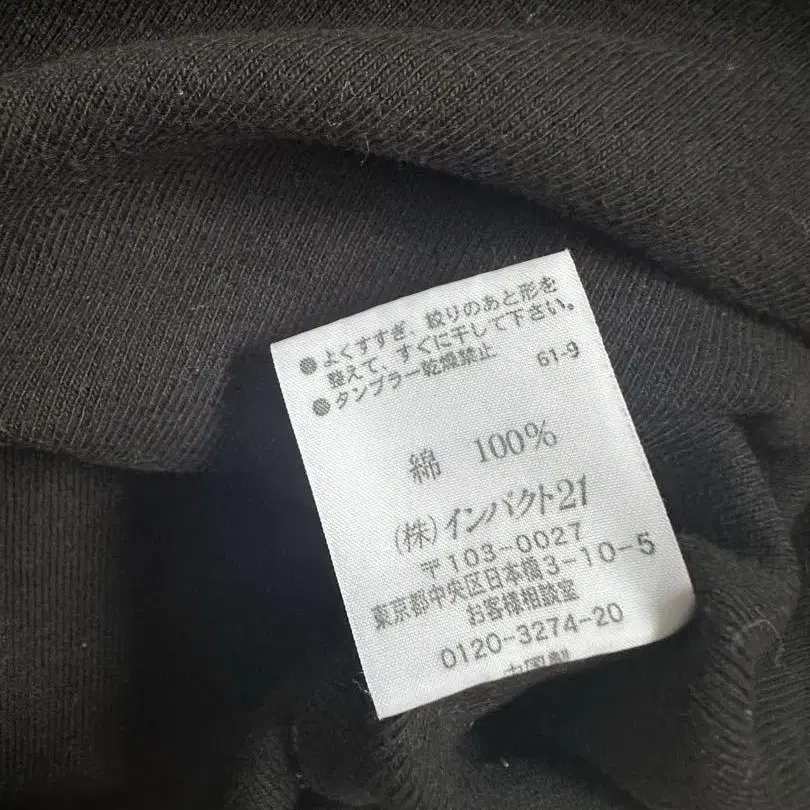 ●よくすすぎ、絞りのあと形を
整えて、すぐに干して下さい。
●タンブラー乾燥禁止 61-9
綿 100%
(株)インパクト21
〒103-0027
東京都中央区日本橋3-10-5
お客様相談室
0120-3274-20
中国製